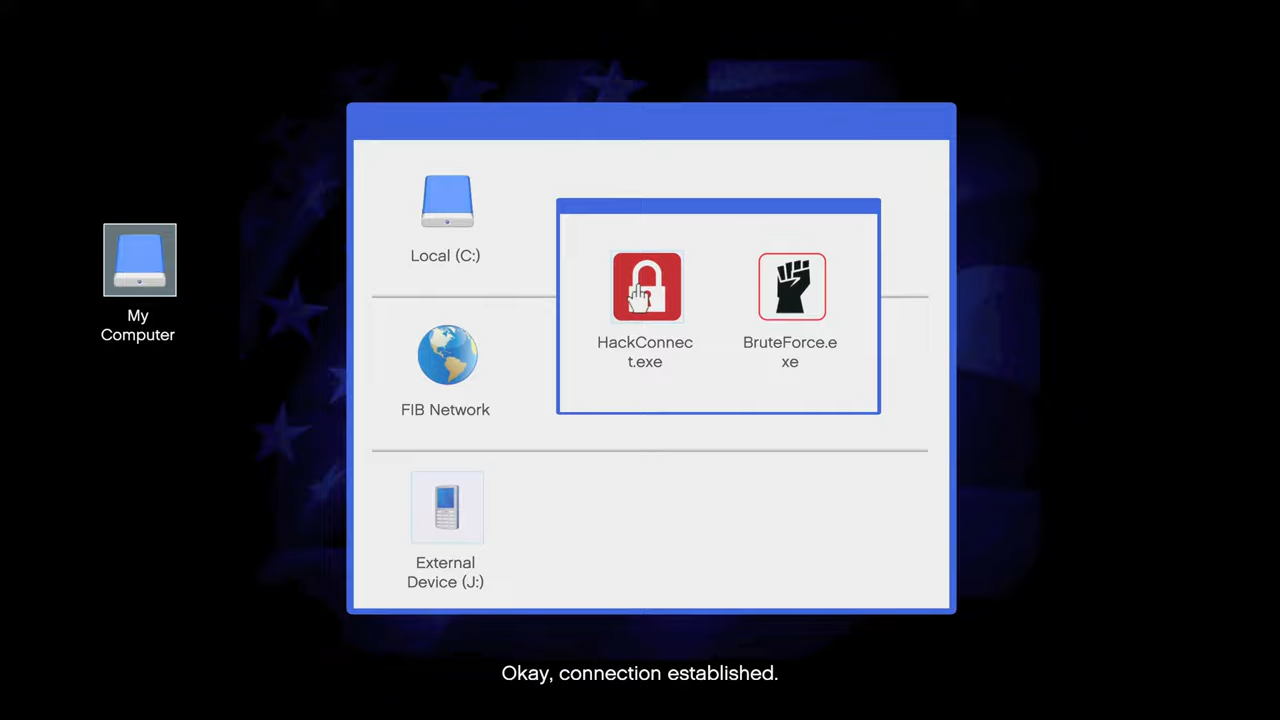 My
Computer
Local (C:)
HackConnec
t.exe
BruteForce.e
xe
FIB Network
External
Device (J:)
Okay, connection established.